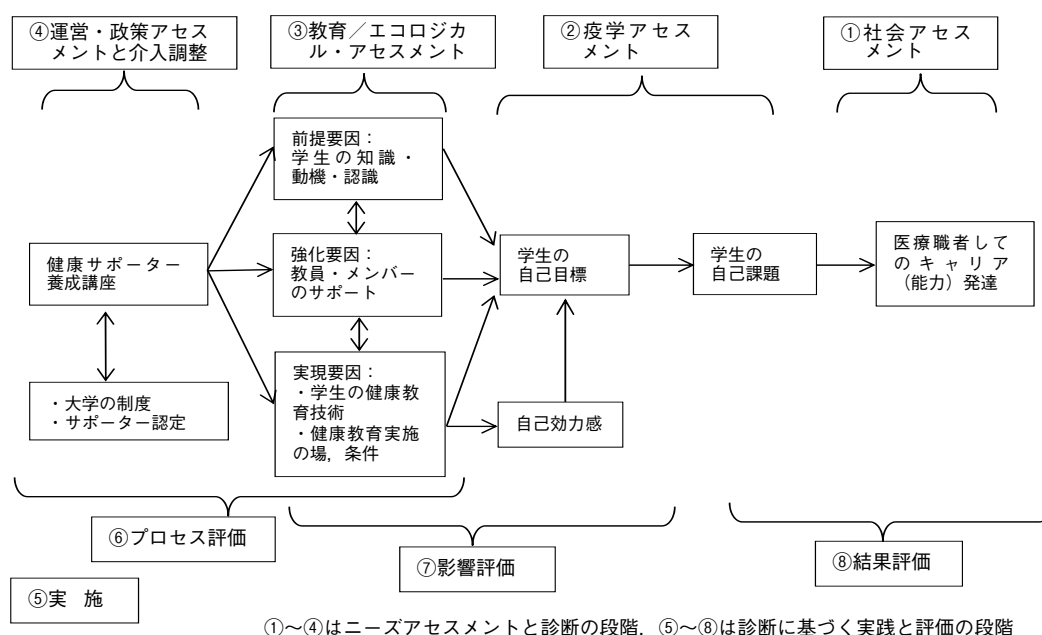 ④運営・政策アセス
メントと介入調整
③教育/エコロジカ
ル・アセスメント
②疫学アセス
メント
①社会アセス
メント
前提要因：
学生の知識・
動機・認識
強化要因：
教員・メンバー
のサポート
実現要因：
・学生の健康教
育技術
・健康教育実施
の場，条件
健康サポーター
養成講座
・大学の制度
・サポーター認定
学生の
自己目標
自己効力感
学生の
自己課題
医療職者して
のキャリア
（能力）発達
⑥プロセス評価
⑦影響評価
⑧結果評価
⑤実　施
①～④はニーズアセスメントと診断の段階，⑤～⑧は診断に基づく実践と評価の段階